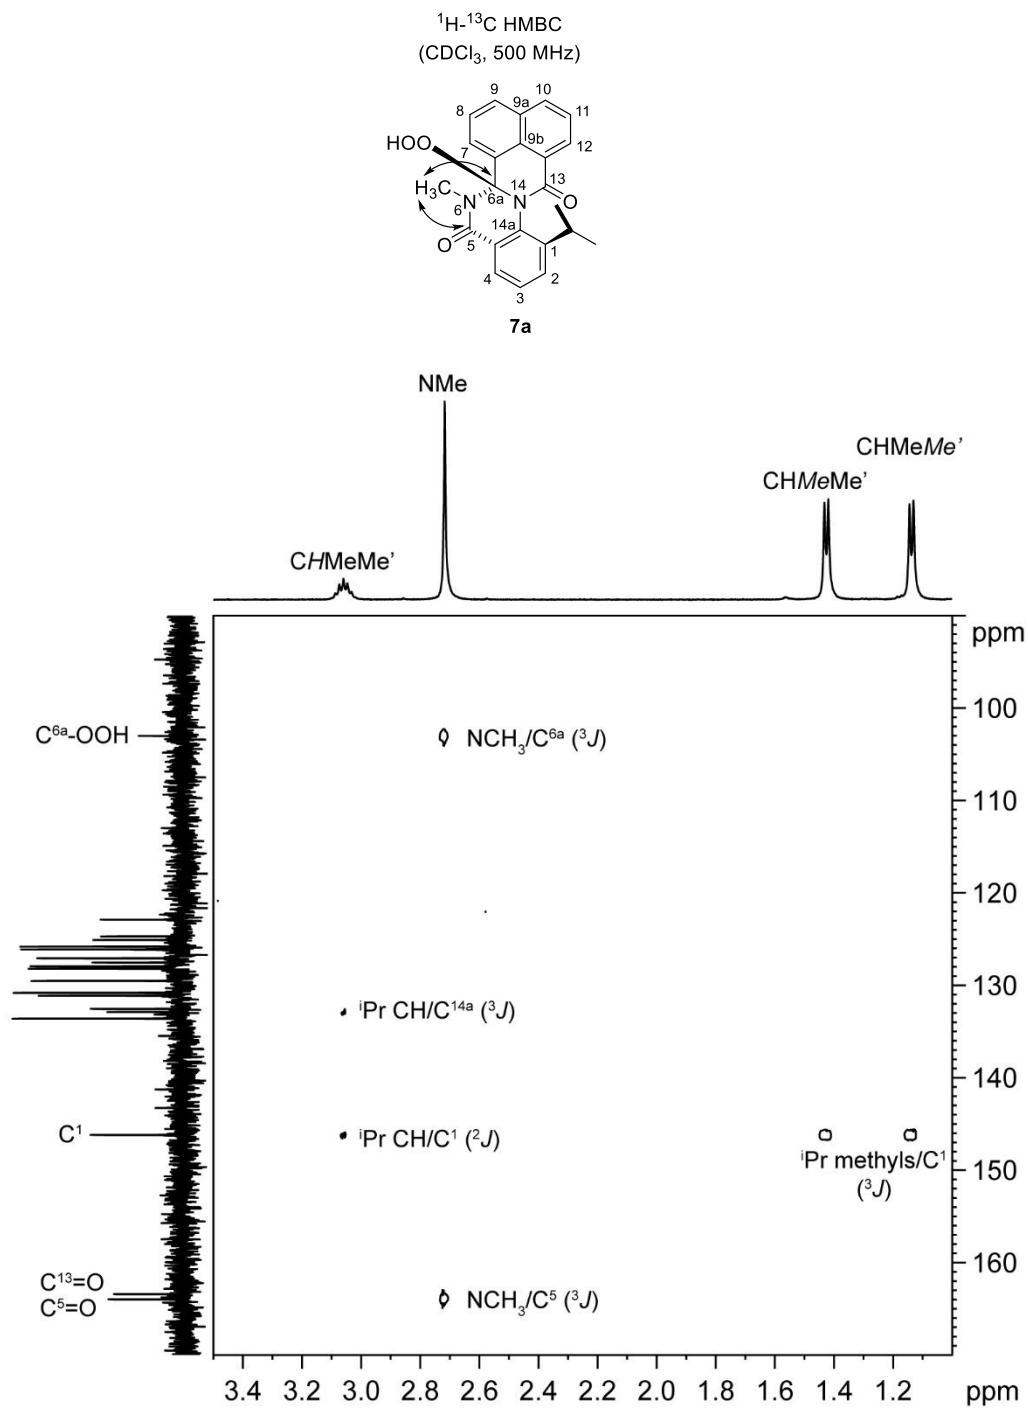 ¹H-¹³C HMBC
(CDCl₃, 500 MHz)
9 10
9a
8 11
9b
HOO 7 12
H₃C N 6 6a 14 N 13 O
14a
O 5 1
4 2
3
7a
NMe
CHMeMe'
CHMeMe'
CHMeMe'
ppm
C⁶ᵃ-OOH
NCH₃/C⁶ᵃ (³J)
100
110
120
130
ⁱPr CH/C¹⁴ᵃ (³J)
140
C¹
ⁱPr CH/C¹ (²J)
150
ⁱPr methyls/C¹
(³J)
160
C¹³=O
C⁵=O
NCH₃/C⁵ (³J)
3.4 3.2 3.0 2.8 2.6 2.4 2.2 2.0 1.8 1.6 1.4 1.2 ppm